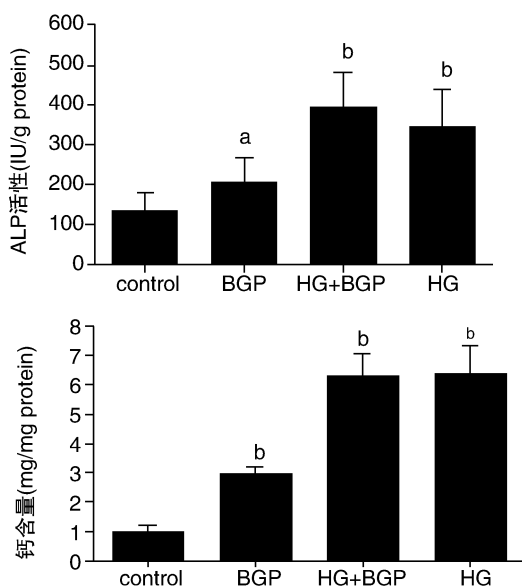 600
500
400
300
200
100
0
ALP活性(IU/g protein)
a
b
b
control BGP HG+BGP HG
8
7
6
5
4
3
2
1
0
钙含量(mg/mg protein)
b
b
b
control BGP HG+BGP HG